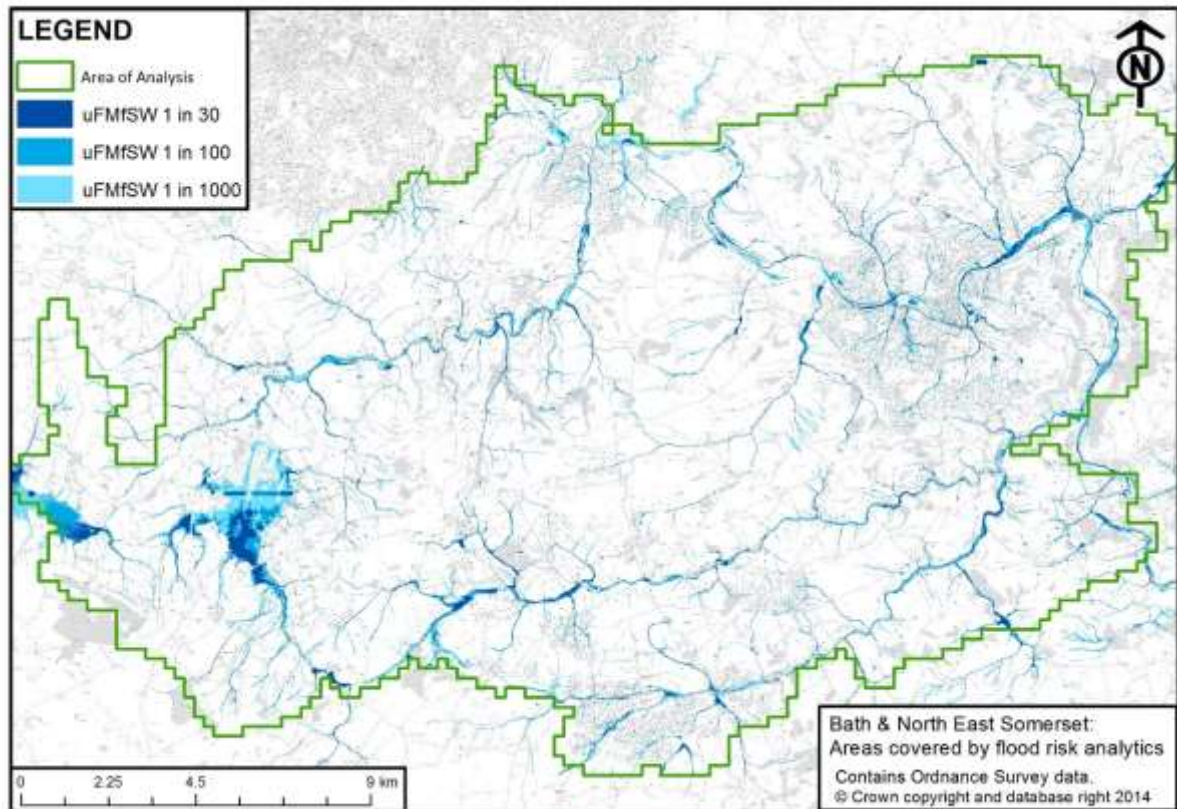 LEGEND
Area of Analysis
uFMfSW 1 in 30
uFMfSW 1 in 100
uFMfSW 1 in 1000
N
Bath & North East Somerset:
Areas covered by flood risk analytics
Contains Ordnance Survey data.
© Crown copyright and database right 2014
0 2.25 4.5 9 km